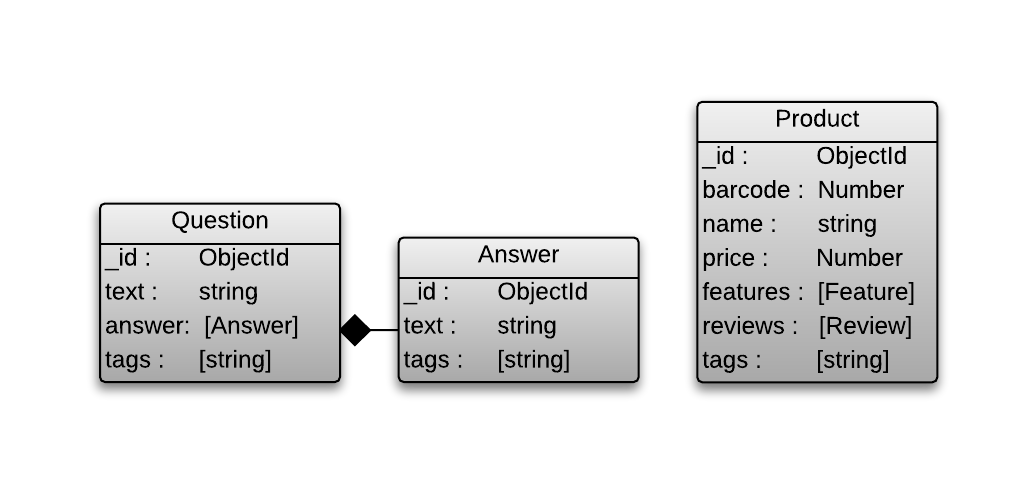 Question
_id : ObjectId
text : string
answer: [Answer]
tags : [string]
Answer
_id : ObjectId
text : string
tags : [string]
Product
_id : ObjectId
barcode : Number
name : string
price : Number
features : [Feature]
reviews : [Review]
tags : [string]